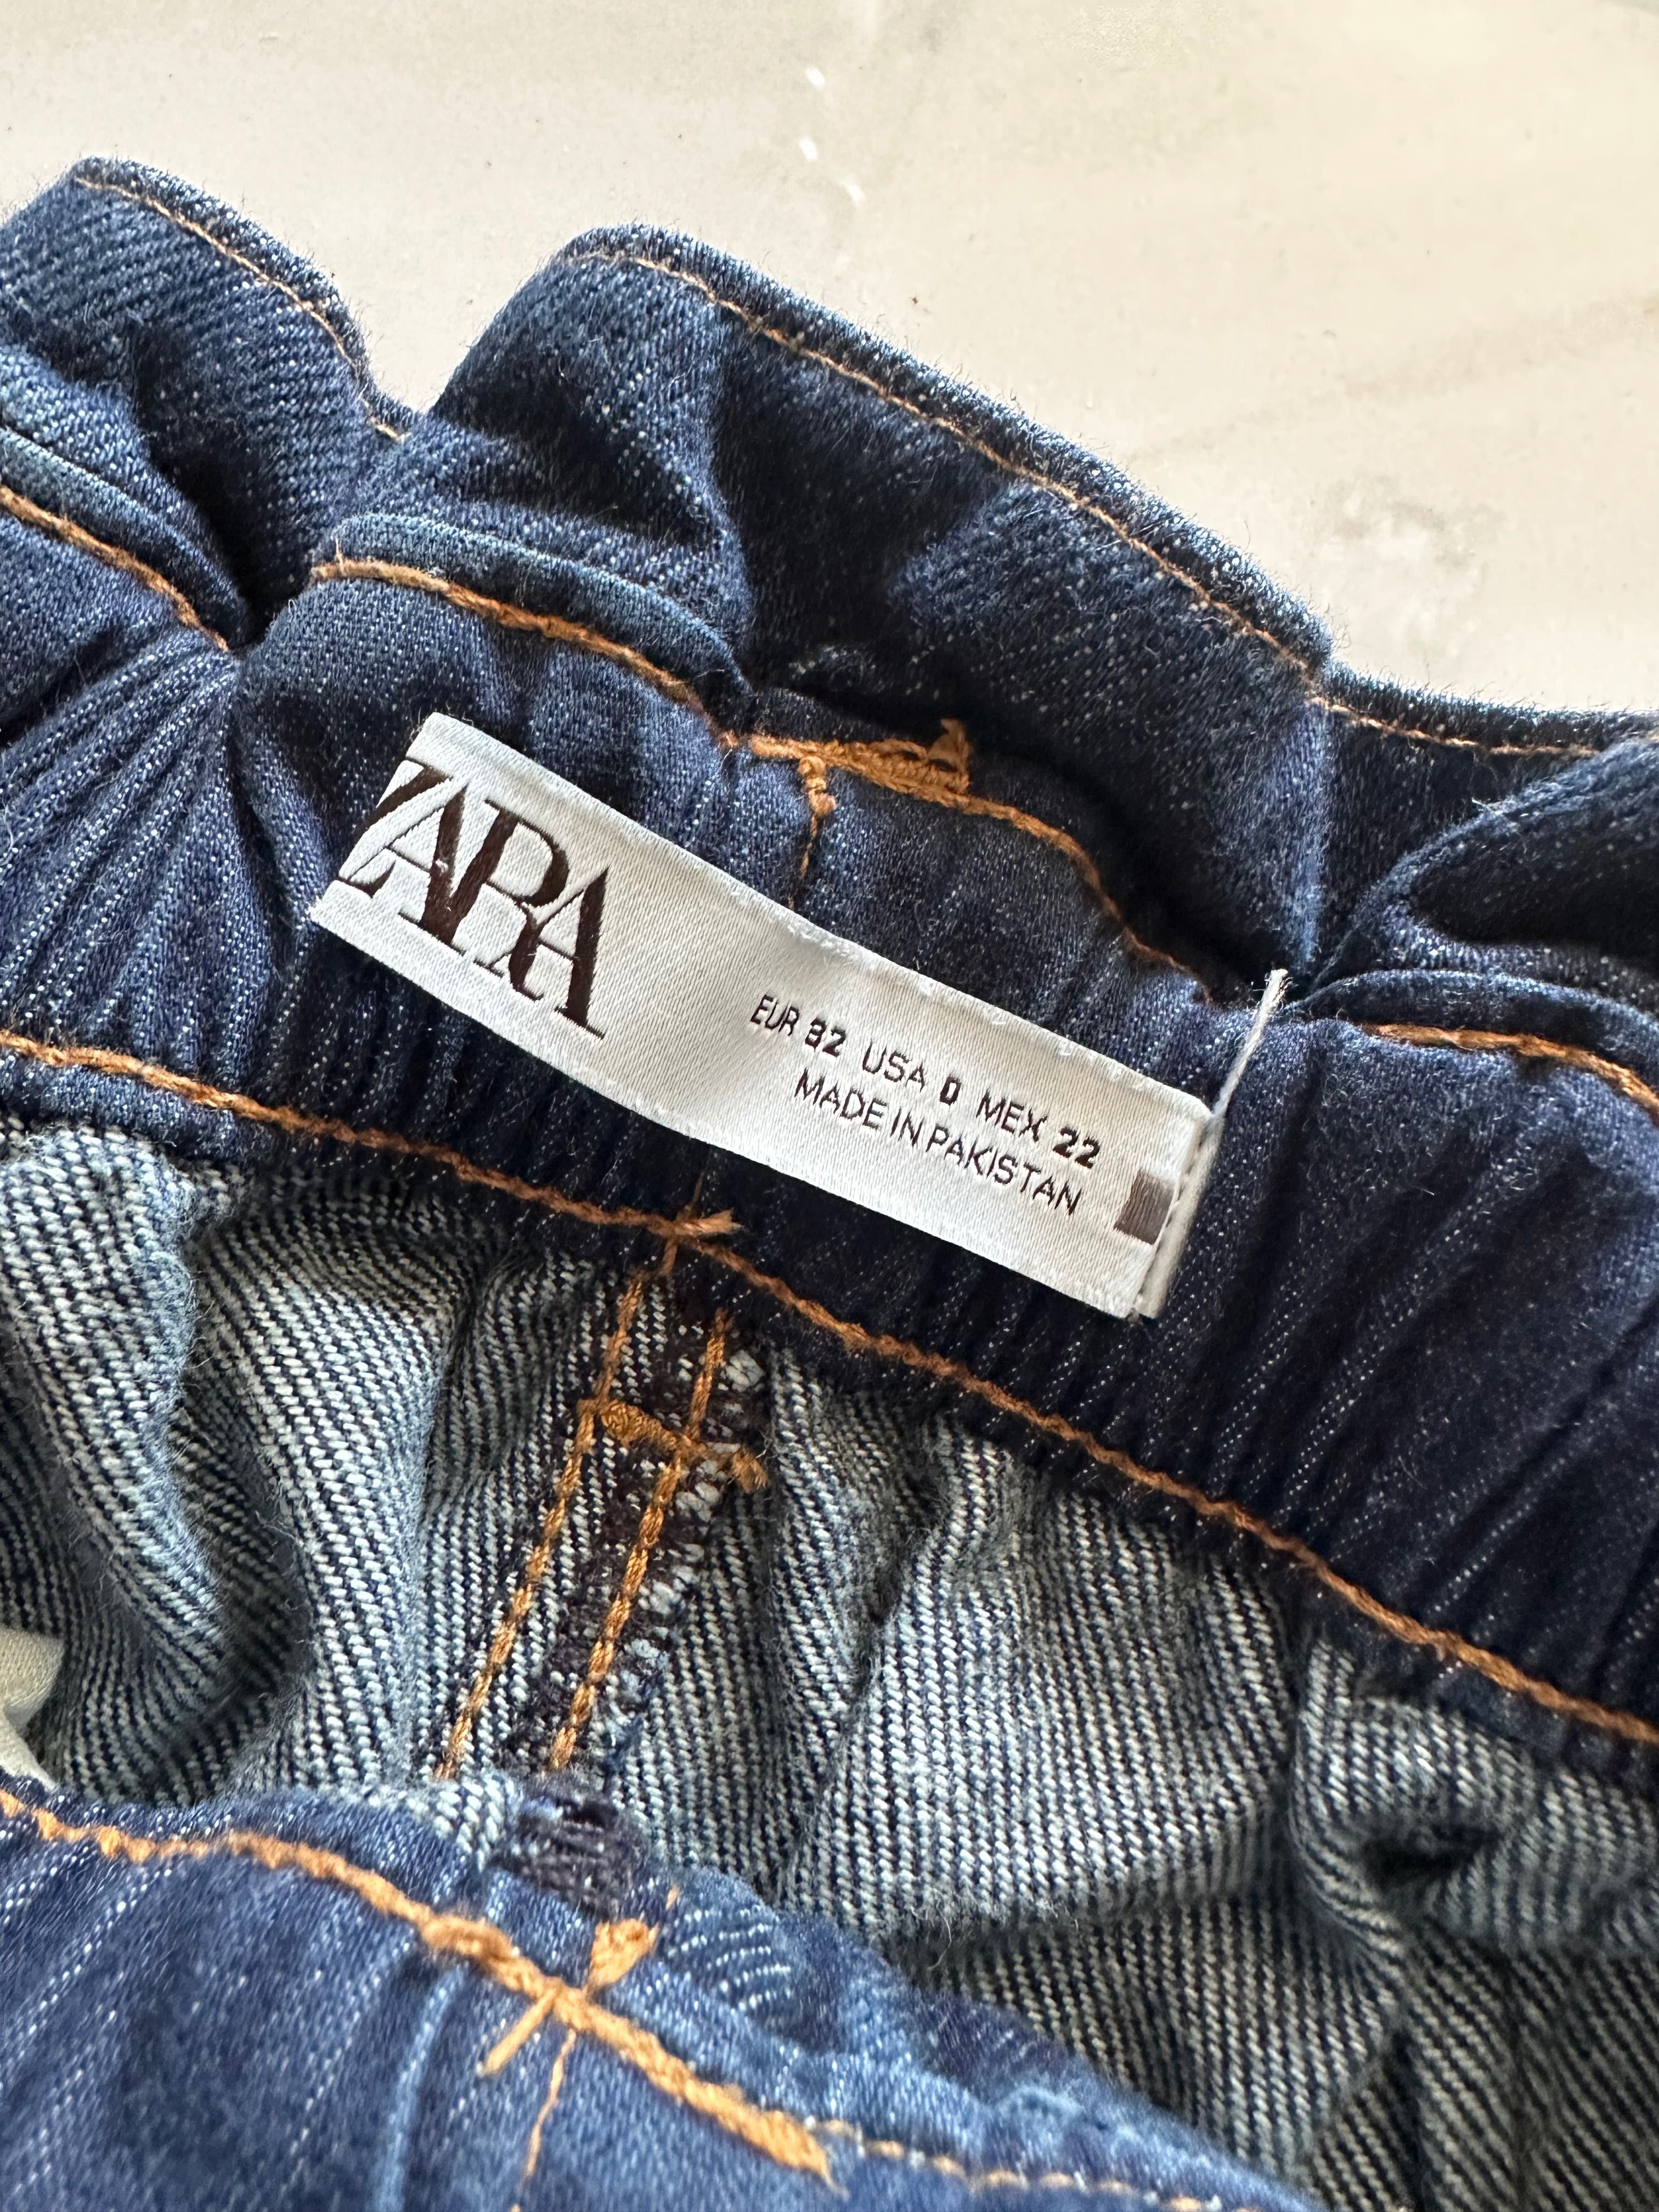 ZARA
EUR 32 USA 0 MEX 22
MADE IN PAKISTAN